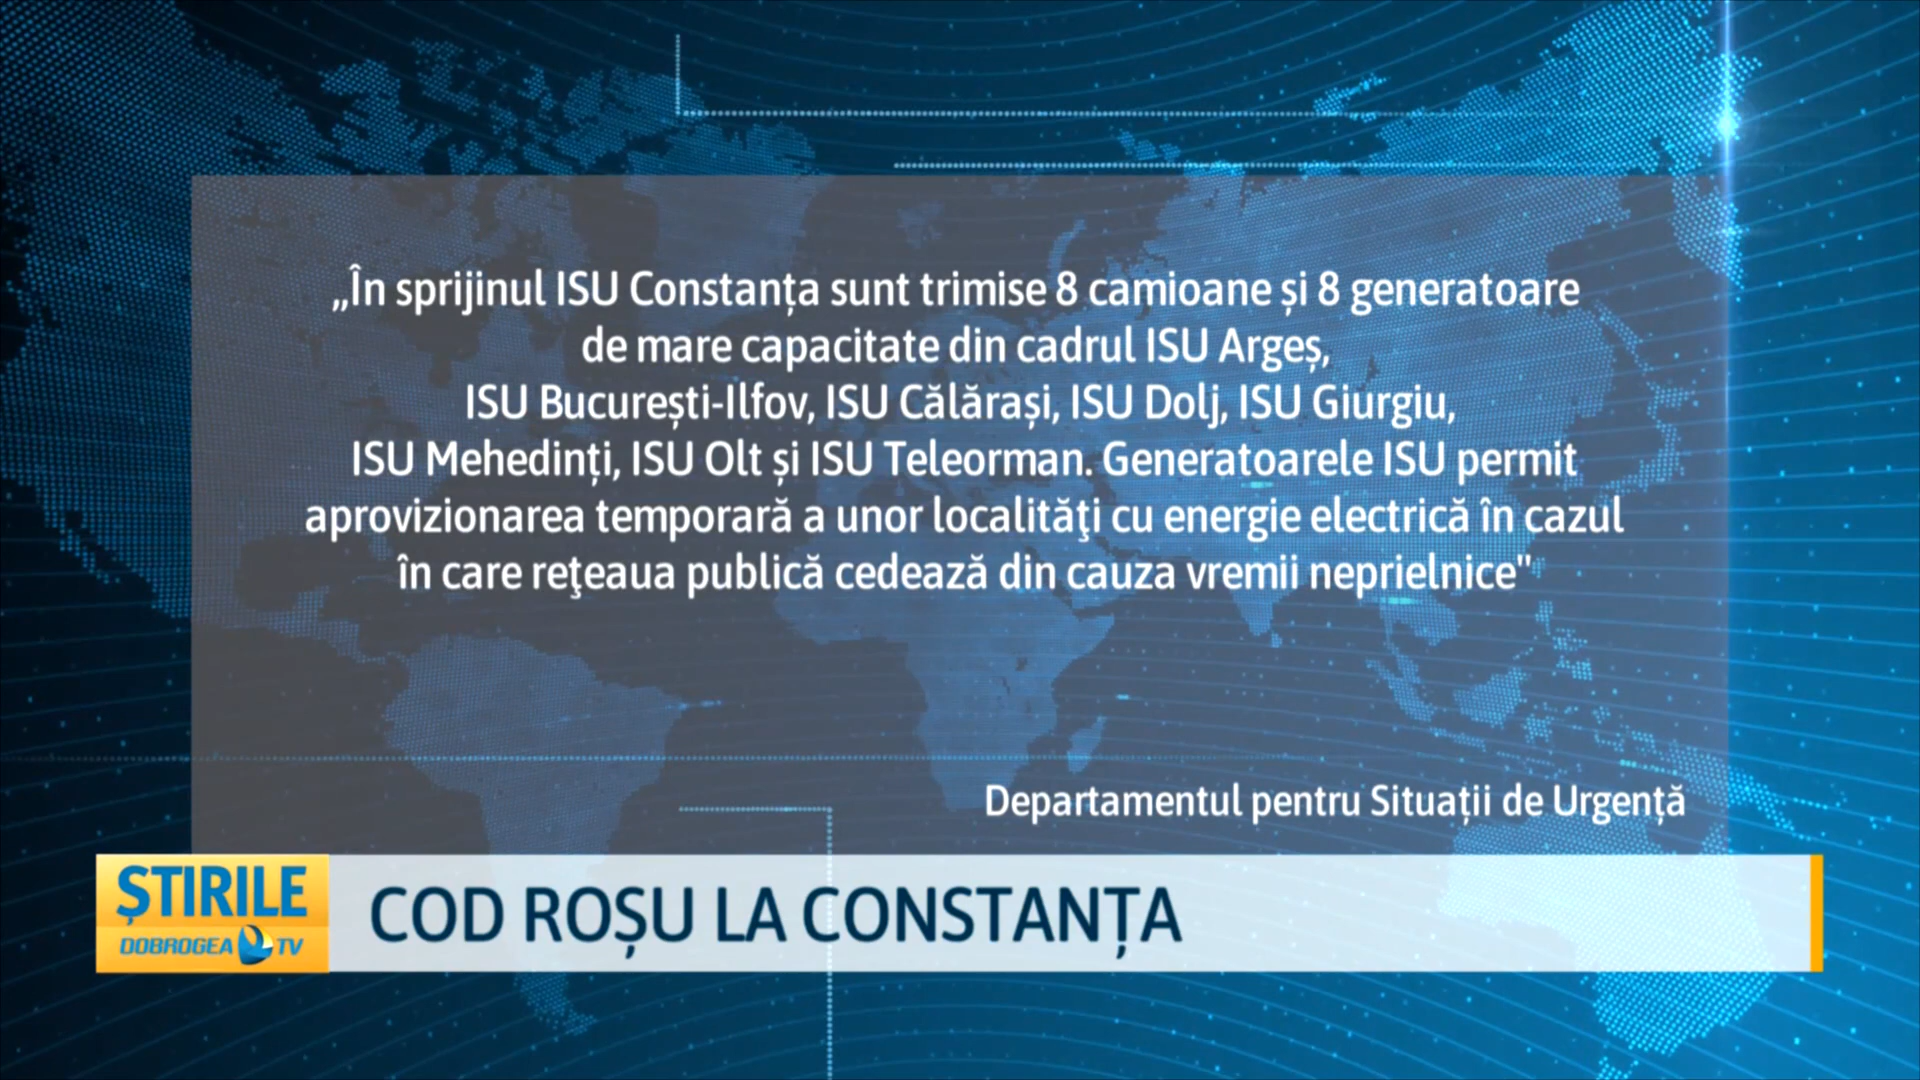 „În sprijinul ISU Constanța sunt trimise 8 camioane și 8 generatoare
de mare capacitate din cadrul ISU Argeș,
ISU București-Ilfov, ISU Călărași, ISU Dolj, ISU Giurgiu,
ISU Mehedinți, ISU Olt și ISU Teleorman. Generatoarele ISU permit
aprovizionarea temporară a unor localităţi cu energie electrică în cazul
în care reţeaua publică cedează din cauza vremii neprielnice"
Departamentul pentru Situații de Urgență
ȘTIRILE
DOBROGEA TV
COD ROȘU LA CONSTANȚA